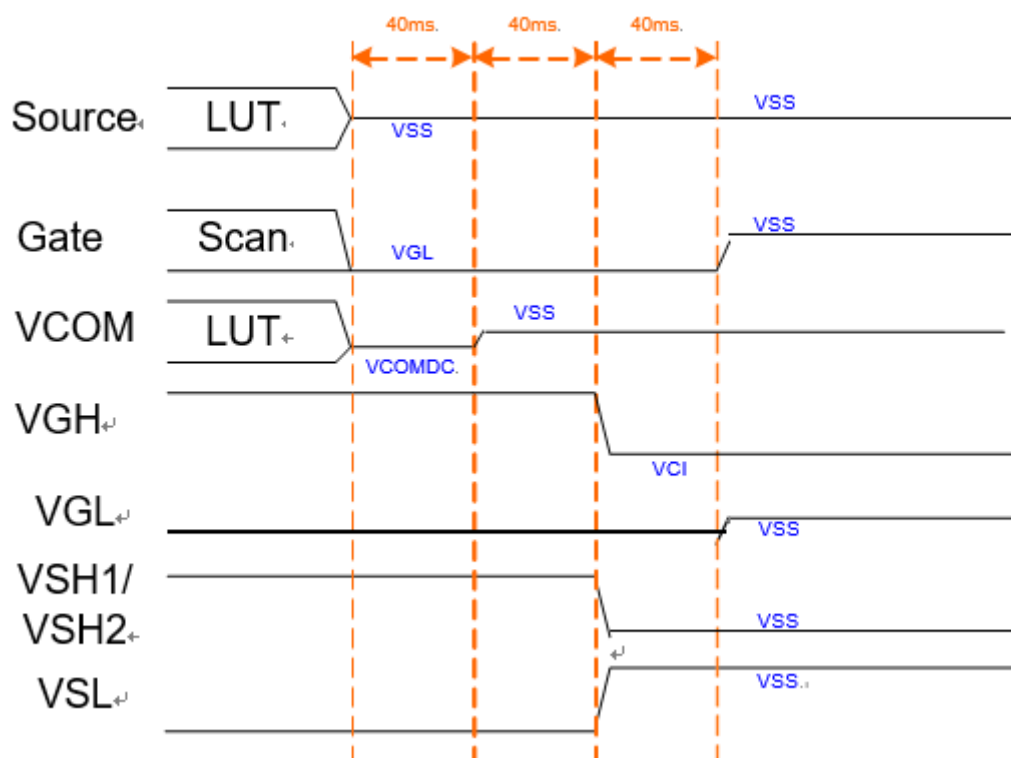 40ms. 40ms. 40ms.
Source LUT VSS VSS
Gate Scan VGL VSS
VCOM LUT VCOMDC. VSS
VGH VCI
VGL VSS
VSH1/
VSH2 VSS
VSL VSS.